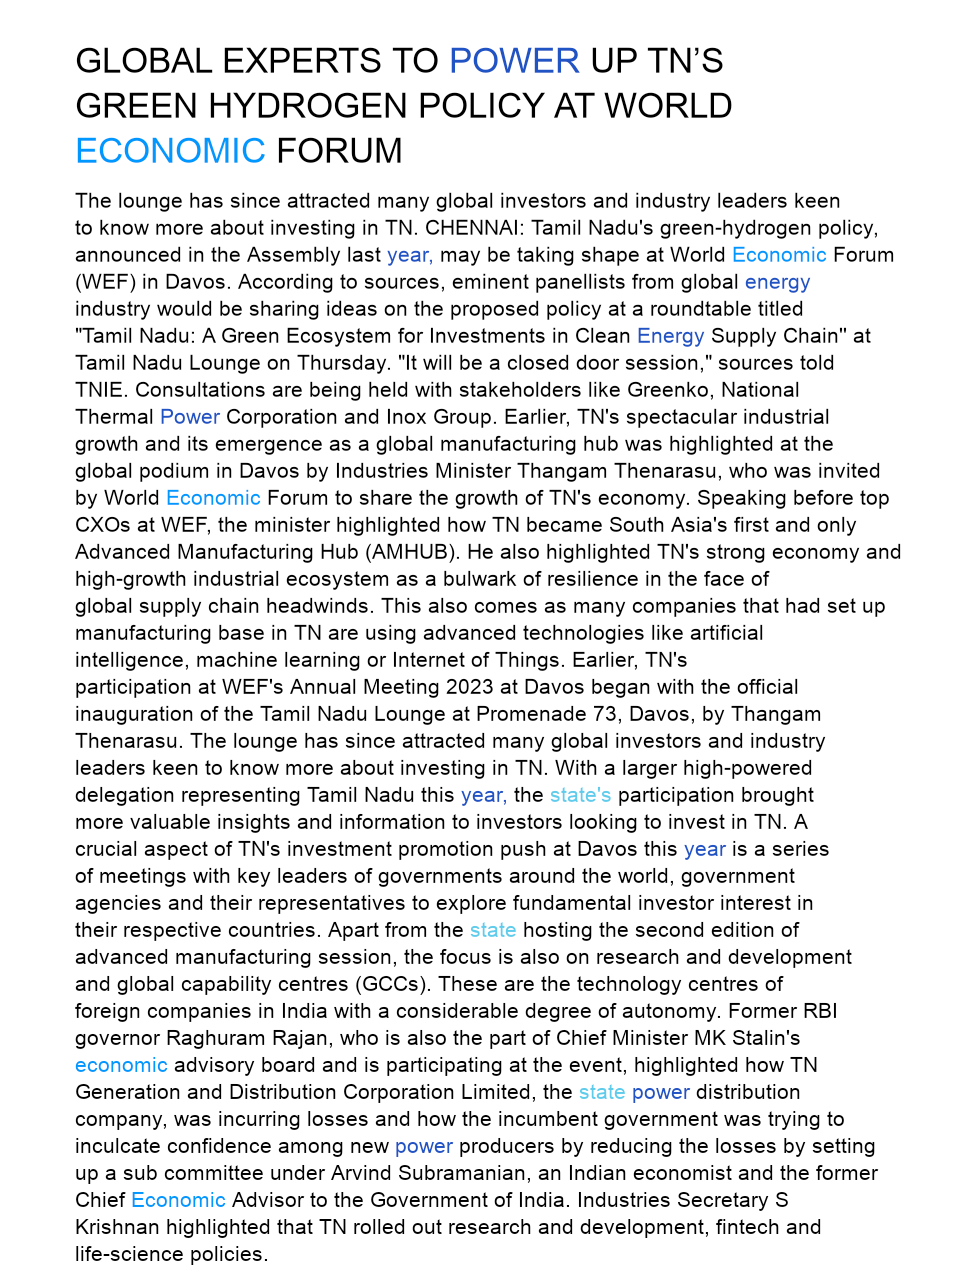 GLOBAL EXPERTS TO POWER UP TN’S
GREEN HYDROGEN POLICY AT WORLD
ECONOMIC FORUM
The lounge has since attracted many global investors and industry leaders keen
to know more about investing in TN. CHENNAI: Tamil Nadu's green-hydrogen policy,
announced in the Assembly last year, may be taking shape at World Economic Forum
(WEF) in Davos. According to sources, eminent panellists from global energy
industry would be sharing ideas on the proposed policy at a roundtable titled
"Tamil Nadu: A Green Ecosystem for Investments in Clean Energy Supply Chain" at
Tamil Nadu Lounge on Thursday. "It will be a closed door session," sources told
TNIE. Consultations are being held with stakeholders like Greenko, National
Thermal Power Corporation and Inox Group. Earlier, TN's spectacular industrial
growth and its emergence as a global manufacturing hub was highlighted at the
global podium in Davos by Industries Minister Thangam Thenarasu, who was invited
by World Economic Forum to share the growth of TN's economy. Speaking before top
CXOs at WEF, the minister highlighted how TN became South Asia's first and only
Advanced Manufacturing Hub (AMHUB). He also highlighted TN's strong economy and
high-growth industrial ecosystem as a bulwark of resilience in the face of
global supply chain headwinds. This also comes as many companies that had set up
manufacturing base in TN are using advanced technologies like artificial
intelligence, machine learning or Internet of Things. Earlier, TN's
participation at WEF's Annual Meeting 2023 at Davos began with the official
inauguration of the Tamil Nadu Lounge at Promenade 73, Davos, by Thangam
Thenarasu. The lounge has since attracted many global investors and industry
leaders keen to know more about investing in TN. With a larger high-powered
delegation representing Tamil Nadu this year, the state's participation brought
more valuable insights and information to investors looking to invest in TN. A
crucial aspect of TN's investment promotion push at Davos this year is a series
of meetings with key leaders of governments around the world, government
agencies and their representatives to explore fundamental investor interest in
their respective countries. Apart from the state hosting the second edition of
advanced manufacturing session, the focus is also on research and development
and global capability centres (GCCs). These are the technology centres of
foreign companies in India with a considerable degree of autonomy. Former RBI
governor Raghuram Rajan, who is also the part of Chief Minister MK Stalin's
economic advisory board and is participating at the event, highlighted how TN
Generation and Distribution Corporation Limited, the state power distribution
company, was incurring losses and how the incumbent government was trying to
inculcate confidence among new power producers by reducing the losses by setting
up a sub committee under Arvind Subramanian, an Indian economist and the former
Chief Economic Advisor to the Government of India. Industries Secretary S
Krishnan highlighted that TN rolled out research and development, fintech and
life-science policies.